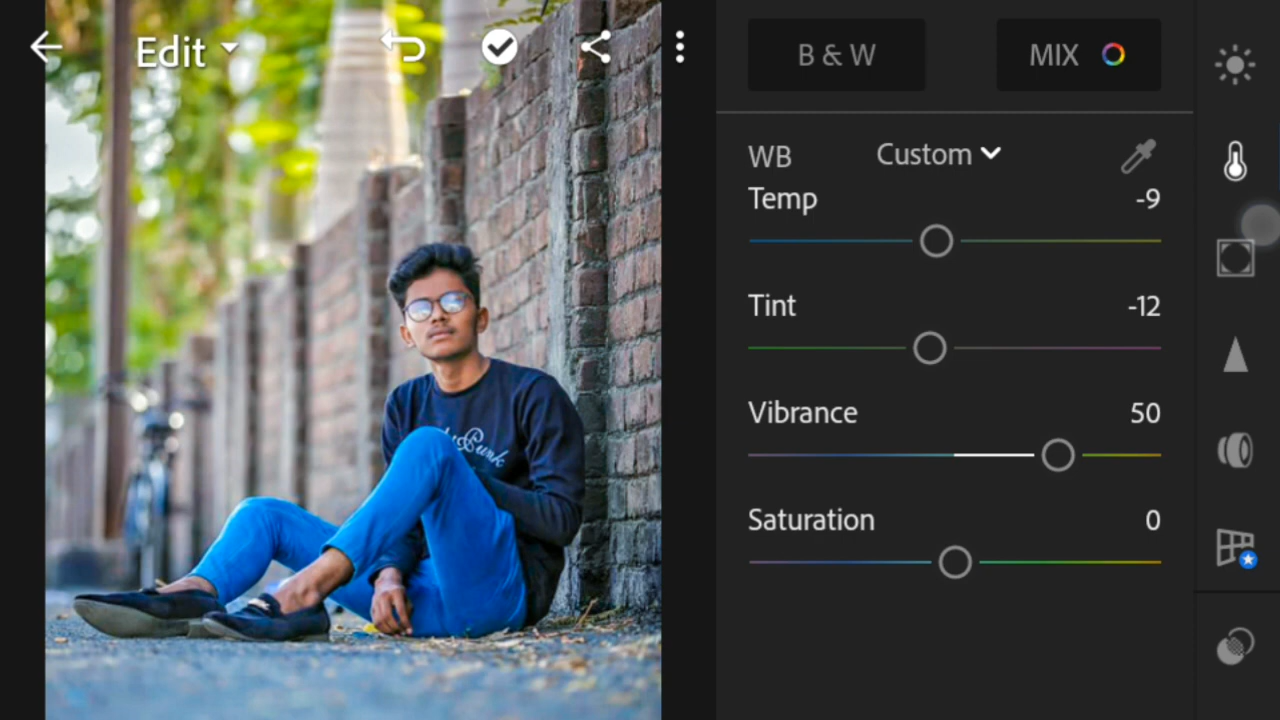 Edit
B & W
MIX
WB
Custom
Temp
-9
Tint
-12
Vibrance
50
Saturation
0